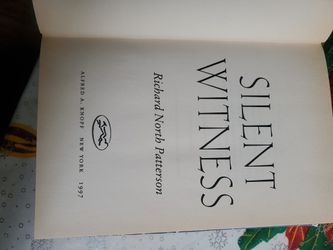 SILENT
WITNESS
Richard North Patterson
ALFRED A. KNOPF NEW YORK 1997